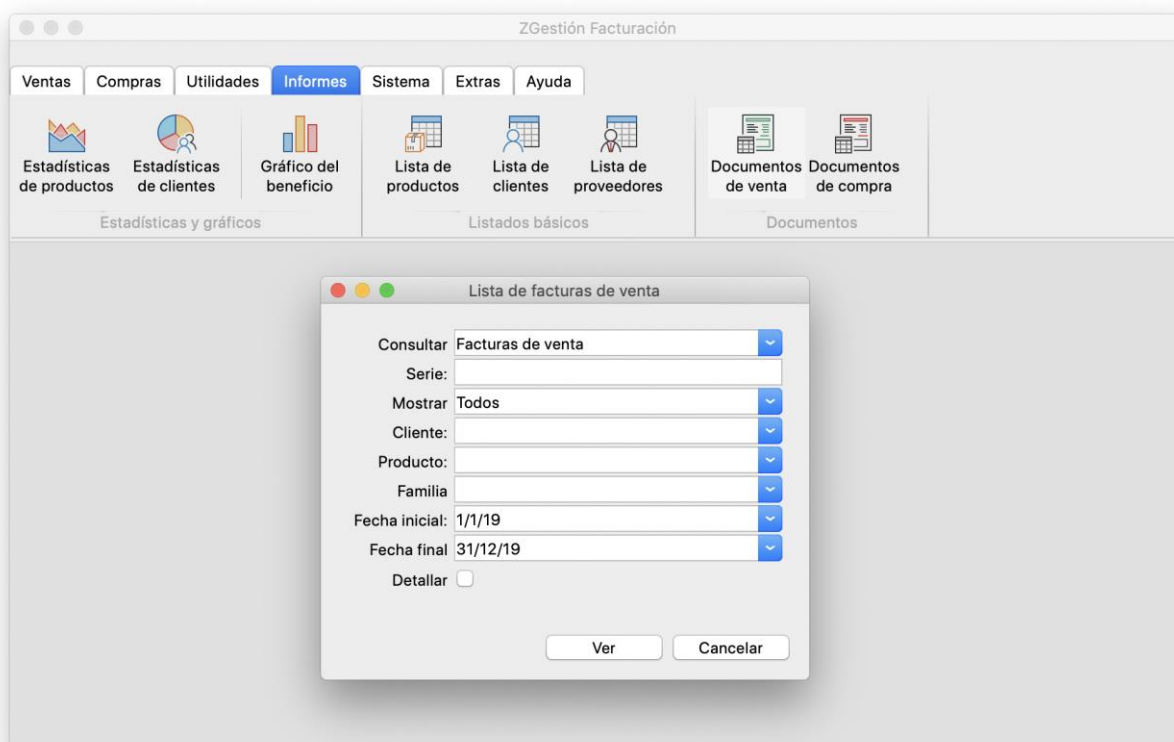 ZGestión Facturación
Ventas Compras Utilidades Informes Sistema Extras Ayuda
Estadísticas de productos
Estadísticas de clientes
Gráfico del beneficio
Lista de productos
Lista de clientes
Lista de proveedores
Documentos de venta
Documentos de compra
Estadísticas y gráficos
Listados básicos
Documentos
Lista de facturas de venta
Consultar Facturas de venta
Serie:
Mostrar Todos
Cliente:
Producto:
Familia
Fecha inicial: 1/1/19
Fecha final 31/12/19
Detallar
Ver Cancelar